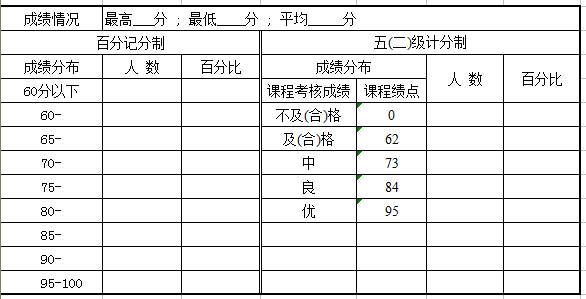 成绩情况 最高___分 ；最低____分 ；平均_____分
百分记分制 五(二)级计分制
成绩分布 人 数 百分比 成绩分布 人 数 百分比
60分以下 课程考核成绩 课程绩点
60- 不及(合)格 0
65- 及(合)格 62
70- 中 73
75- 良 84
80- 优 95
85-
90-
95-100